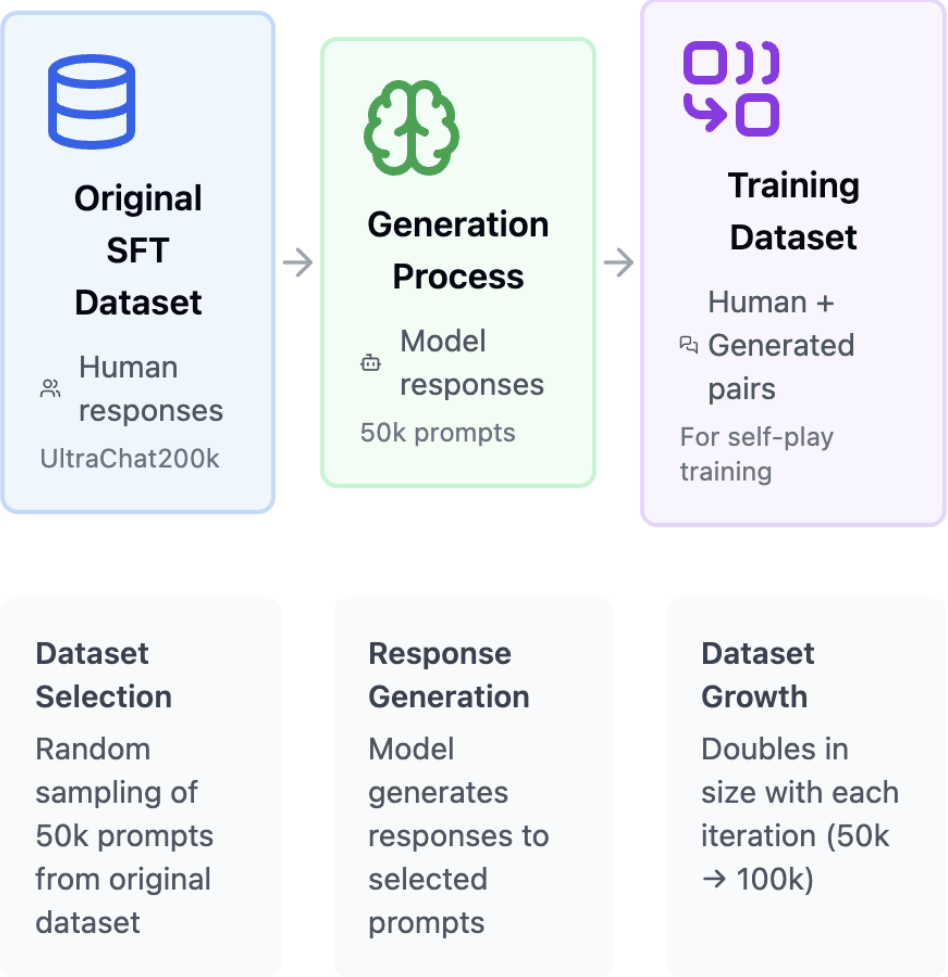 Original
SFT
Dataset
Human
responses
UltraChat200k
Generation
Process
Model
responses
50k prompts
Training
Dataset
Human +
Generated
pairs
For self-play
training
Dataset
Selection
Random
sampling of
50k prompts
from original
dataset
Response
Generation
Model
generates
responses to
selected
prompts
Dataset
Growth
Doubles in
size with each
iteration (50k
→ 100k)